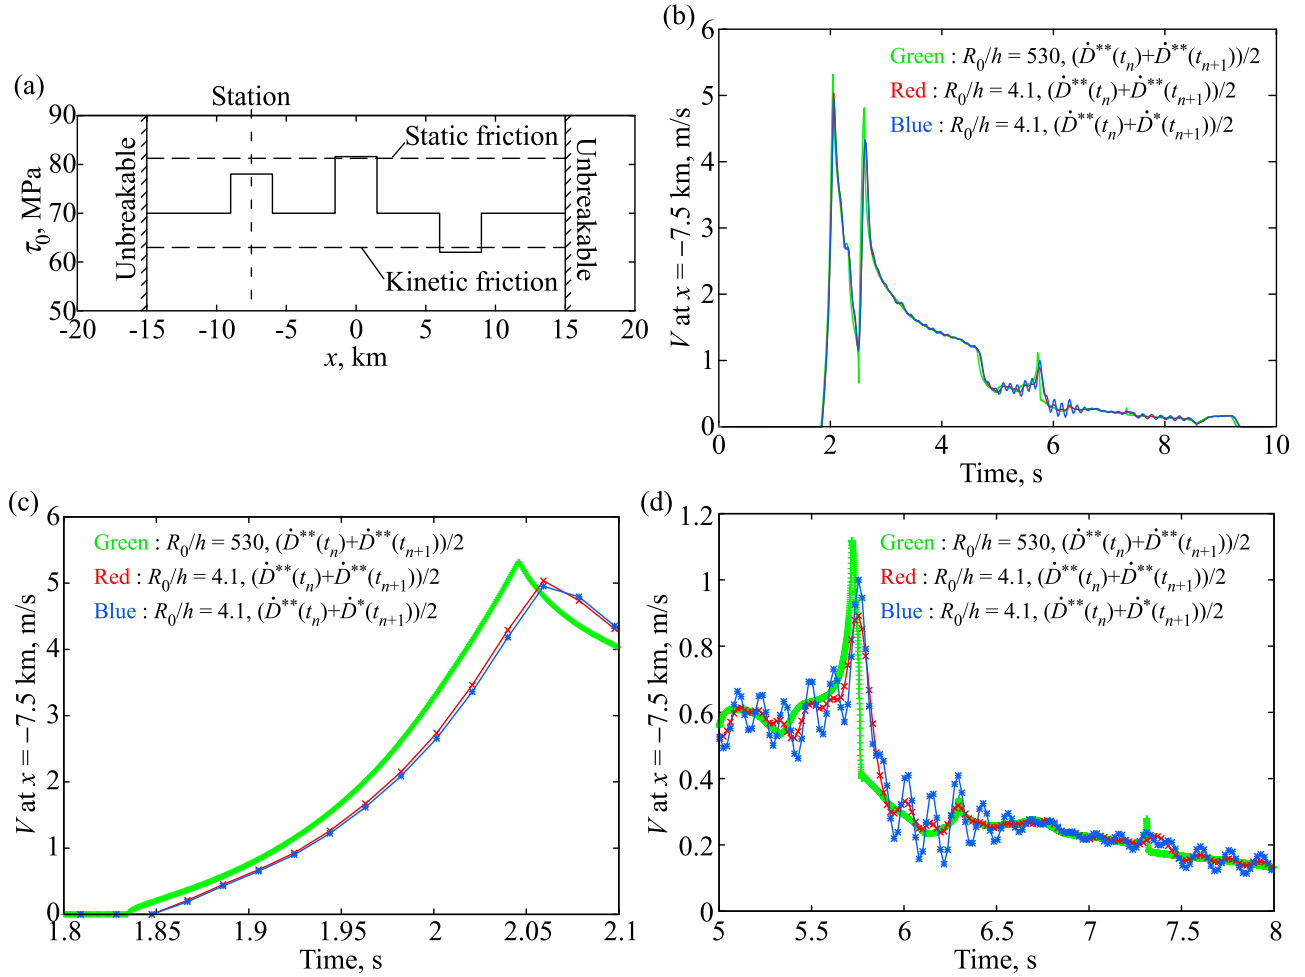 (a)
Station
90
80
70
60
50
τ₀, MPa
Unbreakable
Static friction
Kinetic friction
Unbreakable
-20 -15 -10 -5 0 5 10 15 20
x, km
(b)
6
5
4
3
2
1
0
V at x = −7.5 km, m/s
Green : R₀/h = 530, (Ḋ**(tₙ)+Ḋ**(tₙ₊₁))/2
Red : R₀/h = 4.1, (Ḋ**(tₙ)+Ḋ**(tₙ₊₁))/2
Blue : R₀/h = 4.1, (Ḋ**(tₙ)+Ḋ*(tₙ₊₁))/2
0 2 4 6 8 10
Time, s
(c)
6
5
4
3
2
1
0
V at x = −7.5 km, m/s
Green : R₀/h = 530, (Ḋ**(tₙ)+Ḋ**(tₙ₊₁))/2
Red : R₀/h = 4.1, (Ḋ**(tₙ)+Ḋ**(tₙ₊₁))/2
Blue : R₀/h = 4.1, (Ḋ**(tₙ)+Ḋ*(tₙ₊₁))/2
1.8 1.85 1.9 1.95 2 2.05 2.1
Time, s
(d)
1.2
1
0.8
0.6
0.4
0.2
0
V at x = −7.5 km, m/s
Green : R₀/h = 530, (Ḋ**(tₙ)+Ḋ**(tₙ₊₁))/2
Red : R₀/h = 4.1, (Ḋ**(tₙ)+Ḋ**(tₙ₊₁))/2
Blue : R₀/h = 4.1, (Ḋ**(tₙ)+Ḋ*(tₙ₊₁))/2
5 5.5 6 6.5 7 7.5 8
Time, s